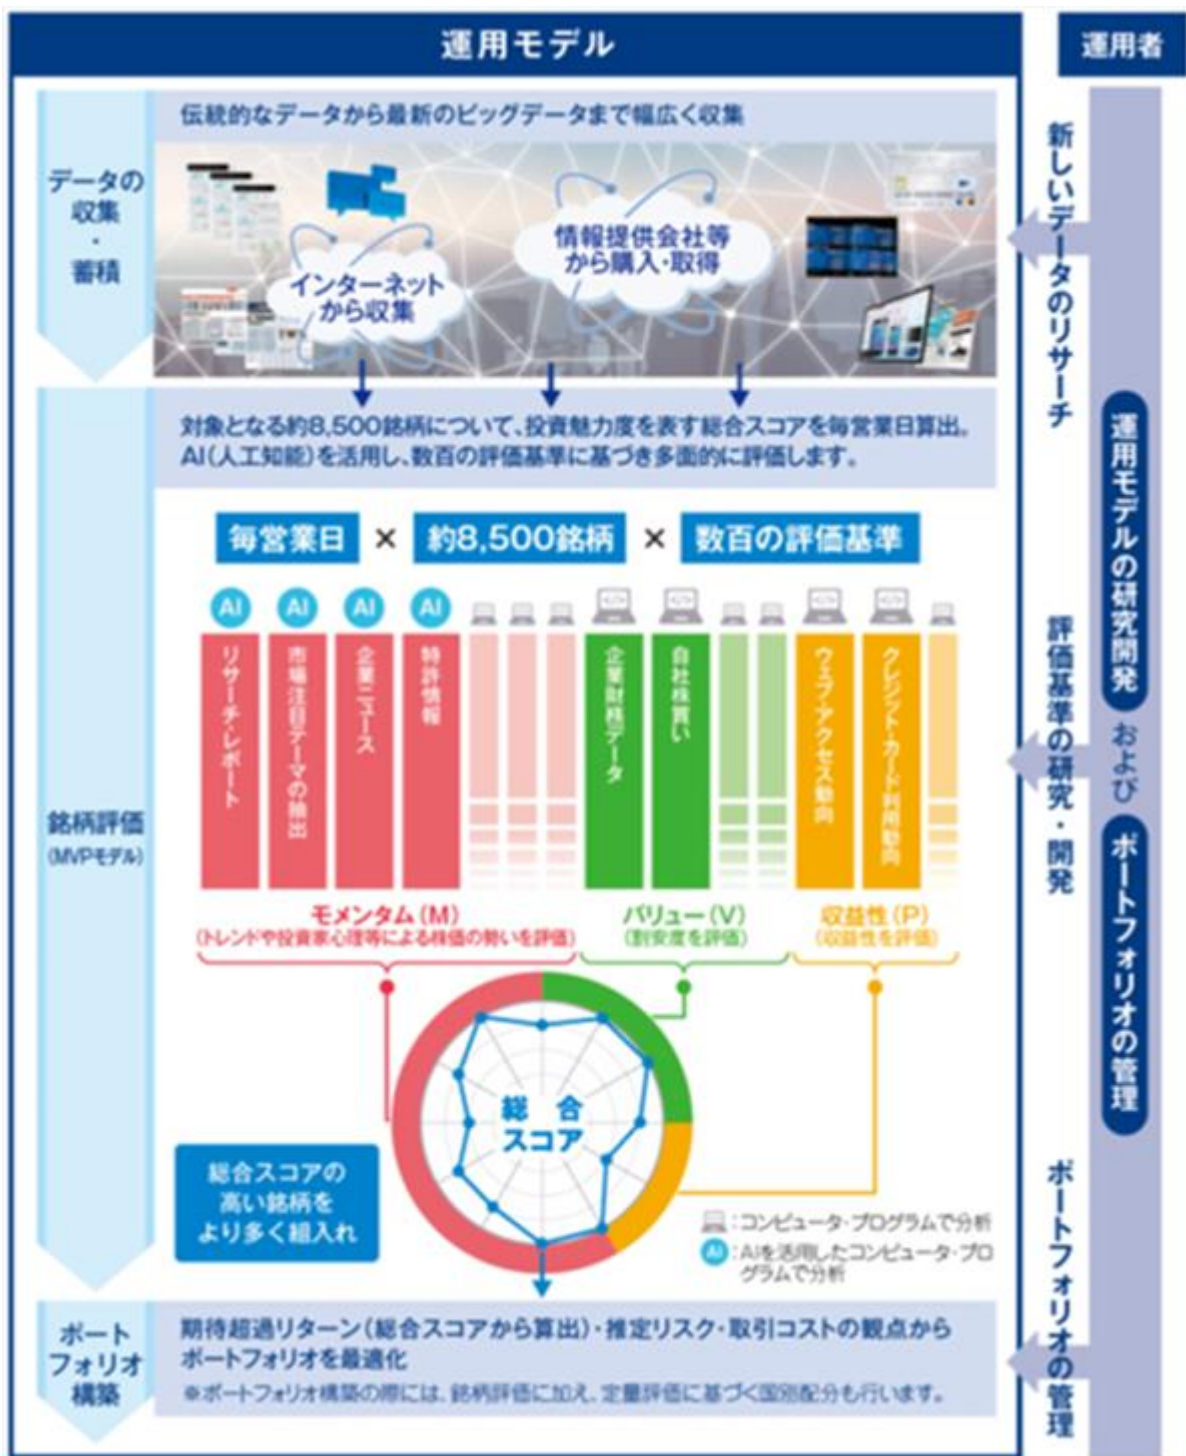 運用モデル
運用者
データの
収集
・
蓄積
伝統的なデータから最新のビッグデータまで幅広く収集
インターネット
から収集
情報提供会社等
から購入・取得
新しいデータのリサーチ
対象となる約8,500銘柄について、投資魅力度を表す総合スコアを毎営業日算出。
AI(人工知能)を活用し、数百の評価基準に基づき多面的に評価します。
銘柄評価
(MVPモデル)
毎営業日 × 約8,500銘柄 × 数百の評価基準
AI
AI
AI
AI
リサーチ・レポート
市場注目テーマの抽出
企業ニュース
特許情報
企業財務データ
自社株買い
ウェブ・アクセス動向
クレジット・カード利用動向
モメンタム(M)
(トレンドや投資家心理等による株価の勢いを評価)
バリュー(V)
(割安度を評価)
収益性(P)
(収益性を評価)
評価基準の研究・開発
運用モデルの研究開発
および
ポートフォリオの管理
総合
スコア
総合スコアの
高い銘柄を
より多く組入れ
:コンピュータ・プログラムで分析
AI:AIを活用したコンピュータ・プロ
グラムで分析
ポート
フォリオ
構築
期待超過リターン(総合スコアから算出)・推定リスク・取引コストの観点から
ポートフォリオを最適化
※ポートフォリオ構築の際には、銘柄評価に加え、定量評価に基づく国別配分も行います。
ポートフォリオの管理